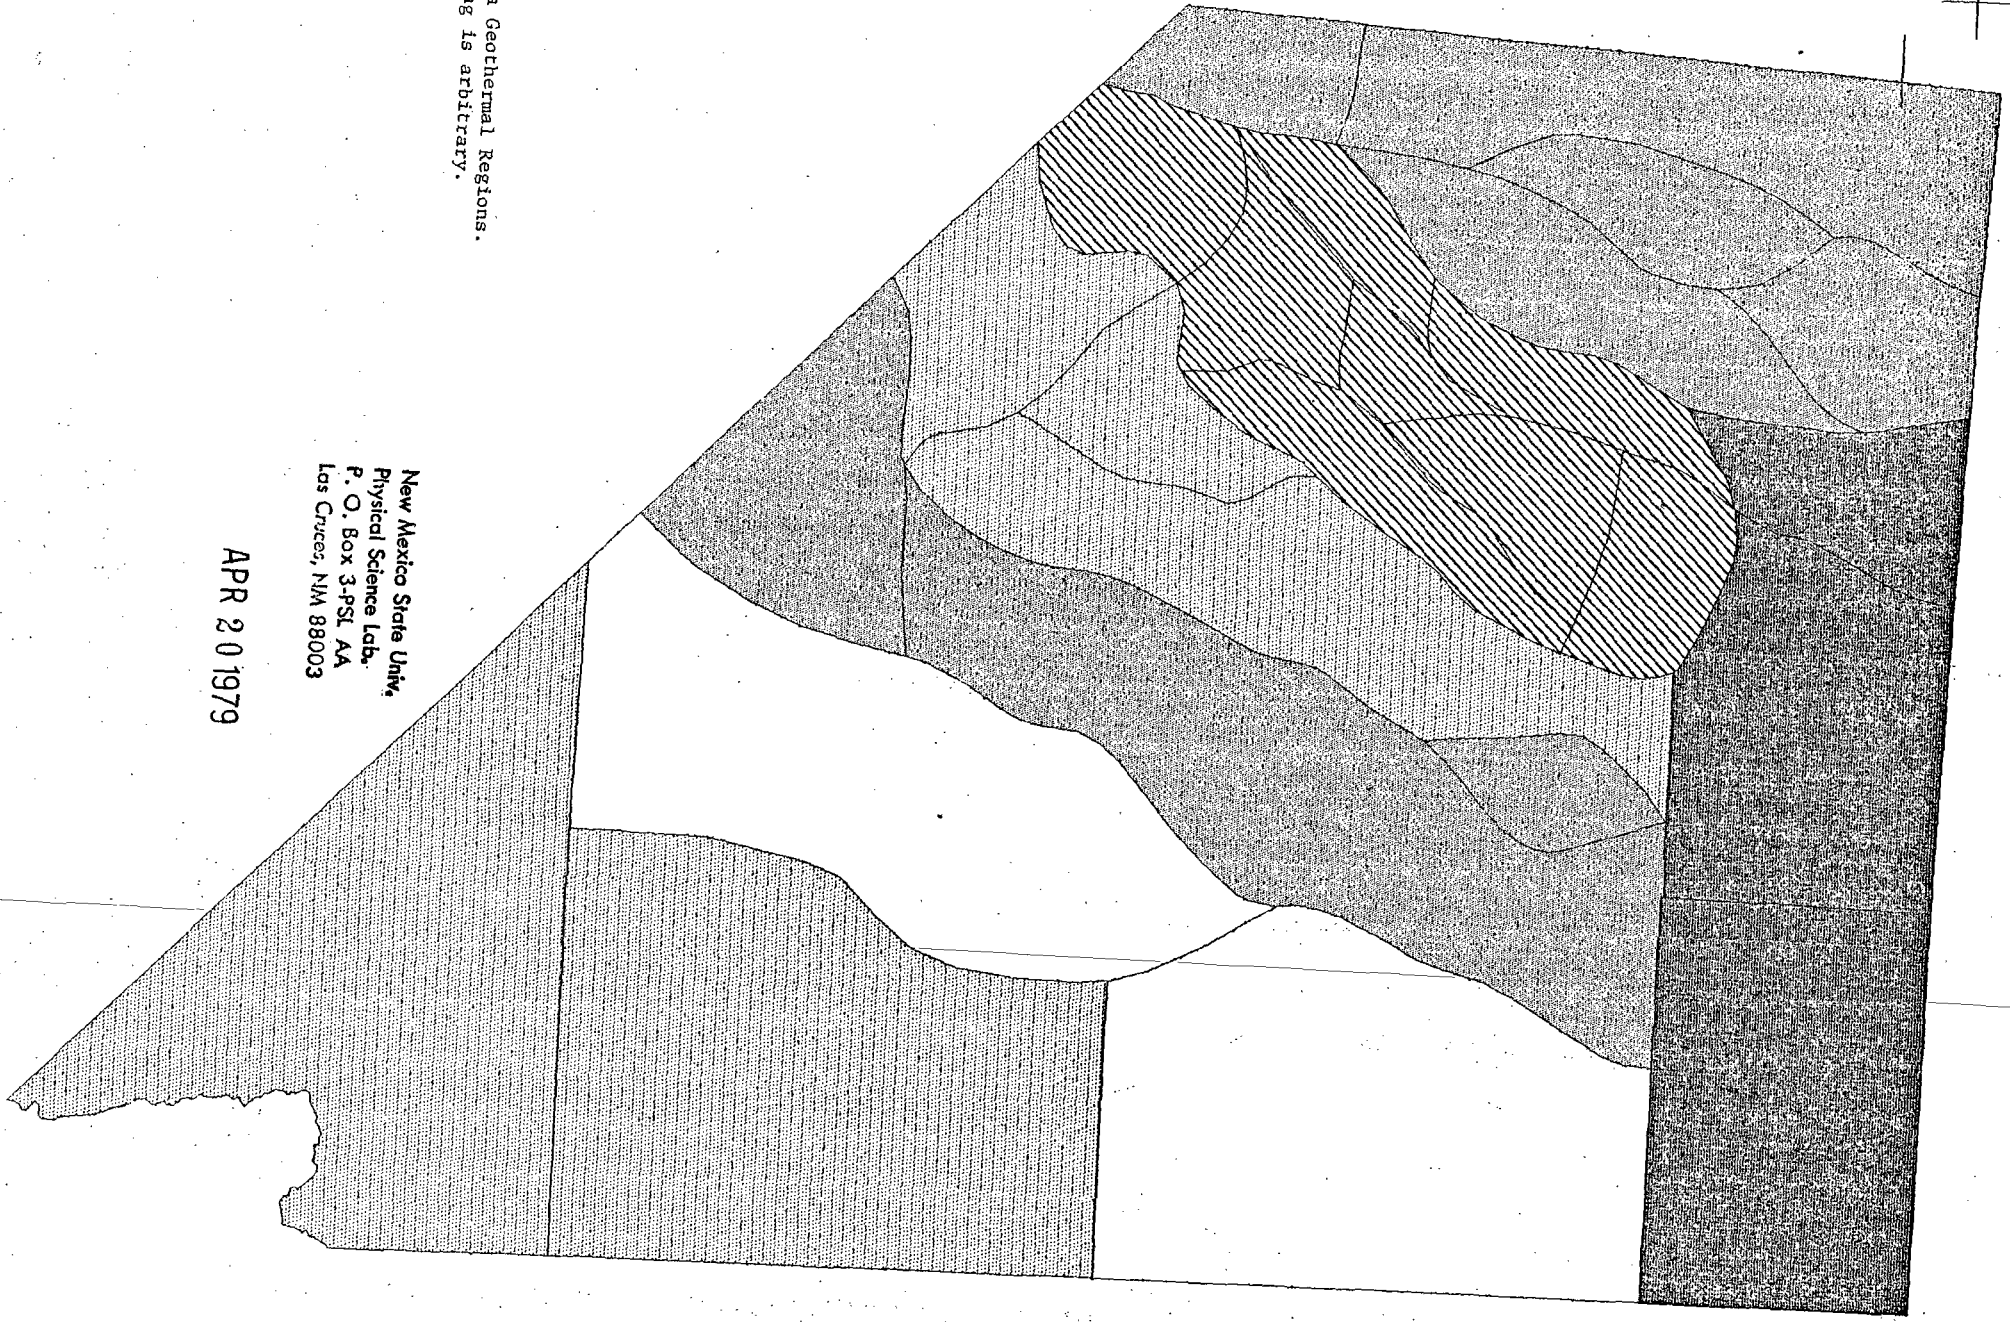 Geothermal Regions.
is arbitrary.
New Mexico State Univ.
Physical Science Lab.
P. O. Box 3-PSL AA
Las Cruces, NM 88003
APR 20 1979